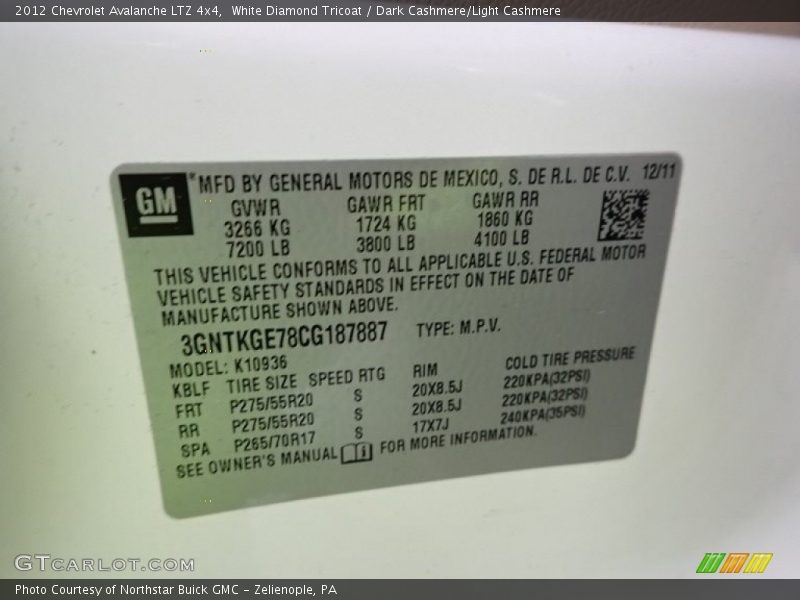 2012 Chevrolet Avalanche LTZ 4x4, White Diamond Tricoat / Dark Cashmere/Light Cashmere
GM
*MFD BY GENERAL MOTORS DE MEXICO, S. DE R.L. DE C.V. 12/11
GVWR GAWR FRT GAWR RR
3266 KG 1724 KG 1860 KG
7200 LB 3800 LB 4100 LB
THIS VEHICLE CONFORMS TO ALL APPLICABLE U.S. FEDERAL MOTOR
VEHICLE SAFETY STANDARDS IN EFFECT ON THE DATE OF
MANUFACTURE SHOWN ABOVE.
3GNTKGE78CG187887 TYPE: M.P.V.
MODEL: K10936
KBLF TIRE SIZE SPEED RTG RIM COLD TIRE PRESSURE
FRT P275/55R20 S 20X8.5J 220KPA(32PSI)
RR P275/55R20 S 20X8.5J 220KPA(32PSI)
SPA P265/70R17 S 17X7J 240KPA(35PSI)
SEE OWNER'S MANUAL FOR MORE INFORMATION.
GTCARLOT.COM
Photo Courtesy of Northstar Buick GMC - Zelienople, PA